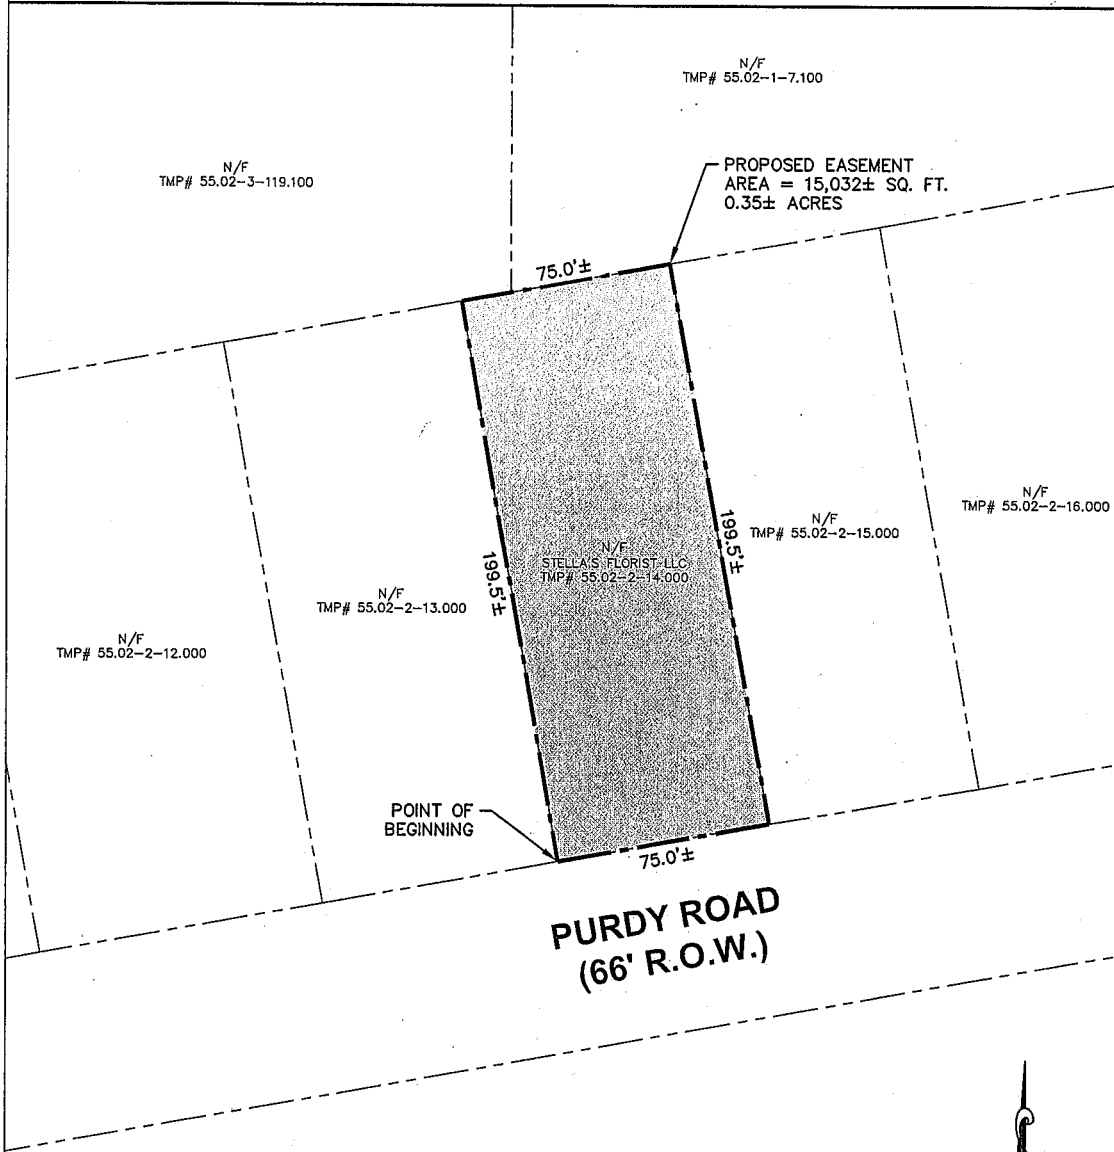 N/F
TMP# 55.02-1-7.100
N/F
TMP# 55.02-3-119.100
PROPOSED EASEMENT
AREA = 15,032± SQ. FT.
0.35± ACRES
75.0'±
N/F
TMP# 55.02-2-16.000
N/F
TMP# 55.02-2-15.000
199.5'±
N/F
STELLA'S FLORIST LLC
TMP# 55.02-2-14.000
199.5'±
N/F
TMP# 55.02-2-13.000
N/F
TMP# 55.02-2-12.000
POINT OF
BEGINNING
75.0'±
PURDY ROAD
(66' R.O.W.)